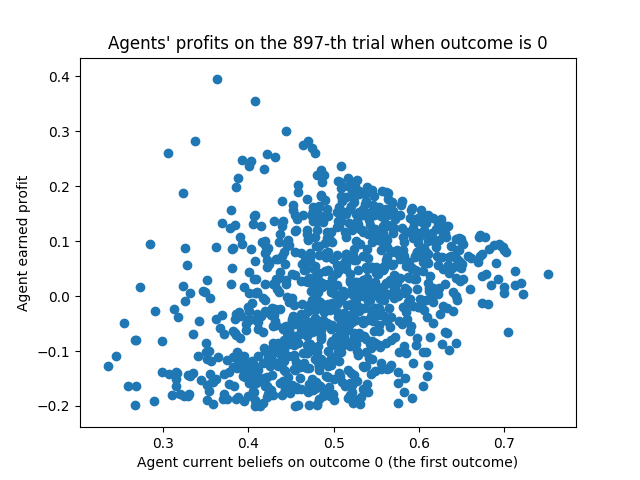 Agents' profits on the 897-th trial when outcome is 0
0.4
0.3
0.2
0.1
0.0
−0.1
−0.2
Agent earned profit
0.3 0.4 0.5 0.6 0.7
Agent current beliefs on outcome 0 (the first outcome)